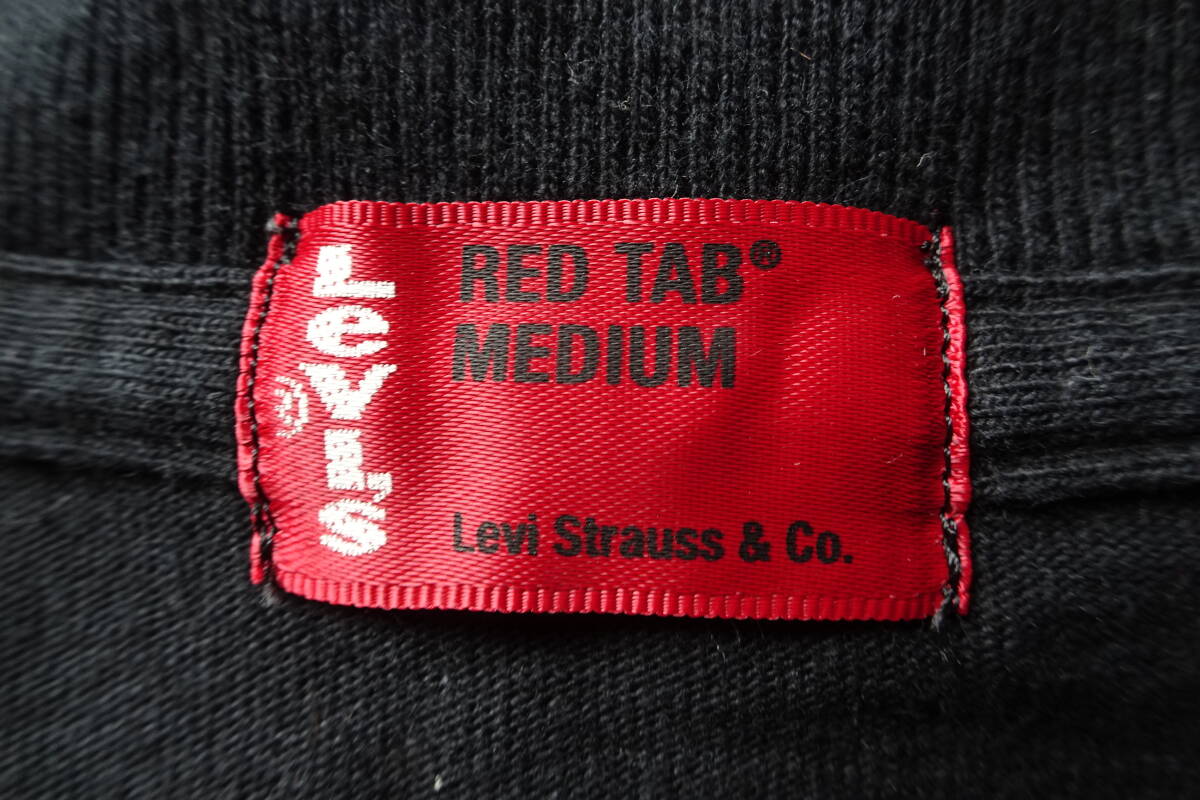 LeVI'S
®
RED TAB®
MEDIUM
Levi Strauss & Co.